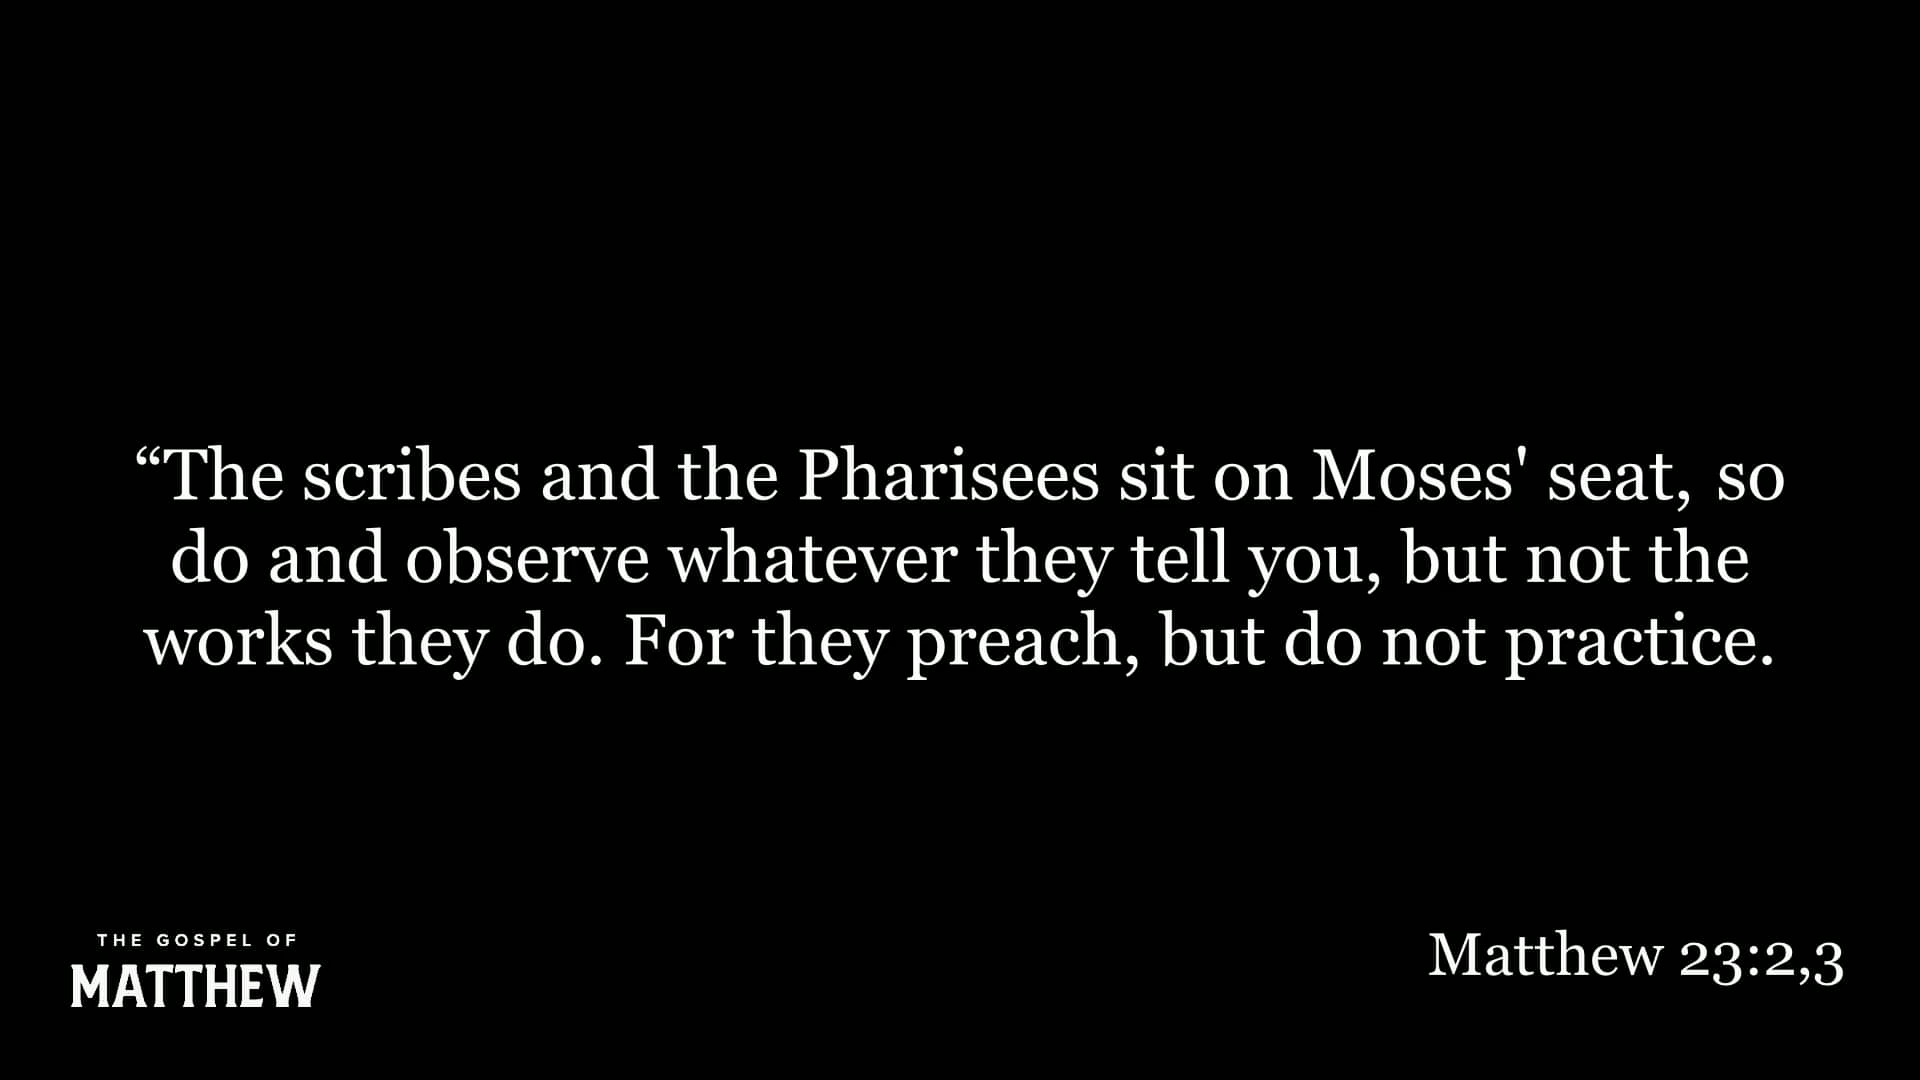 “The scribes and the Pharisees sit on Moses' seat, so
do and observe whatever they tell you, but not the
works they do. For they preach, but do not practice.
THE GOSPEL OF
MATTHEW
Matthew 23:2,3